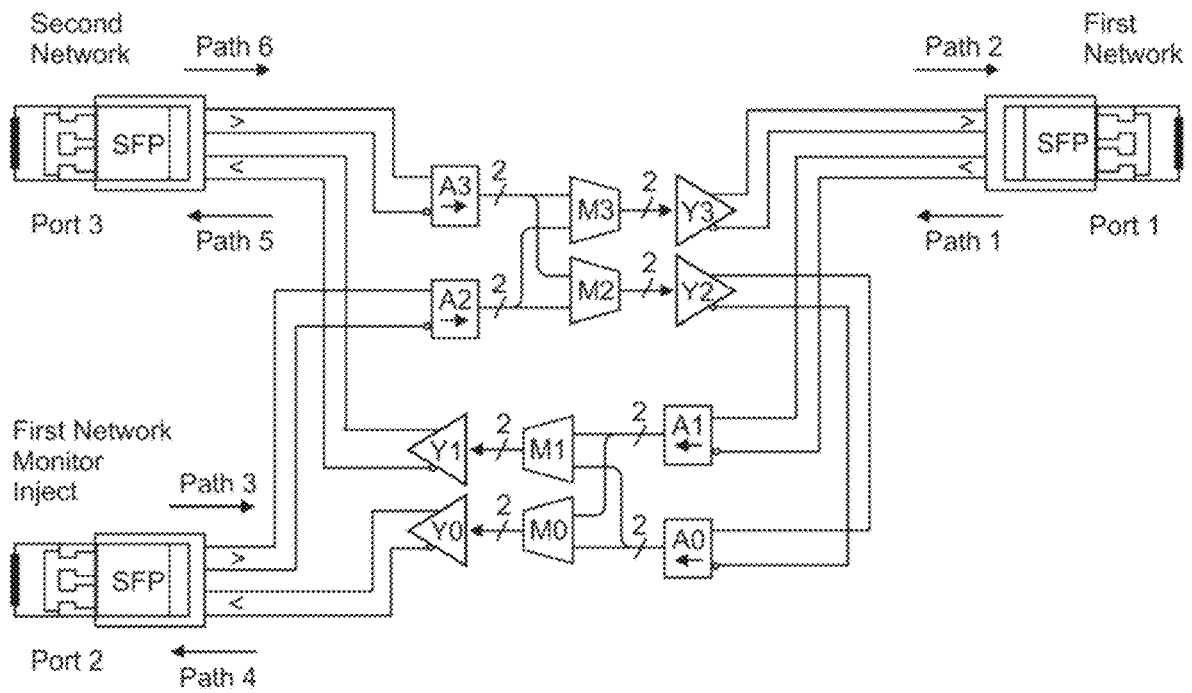 Second
Network
Path 6
Path 2
First
Network
SFP
>
<
A3
2
M3
2
Y3
>
<
SFP
Port 3
Path 5
Path 1
Port 1
A2
2
M2
2
Y2
First Network
Monitor
Inject
Path 3
Y1
2
M1
2
A1
Y0
2
M0
2
A0
SFP
>
<
Port 2
Path 4